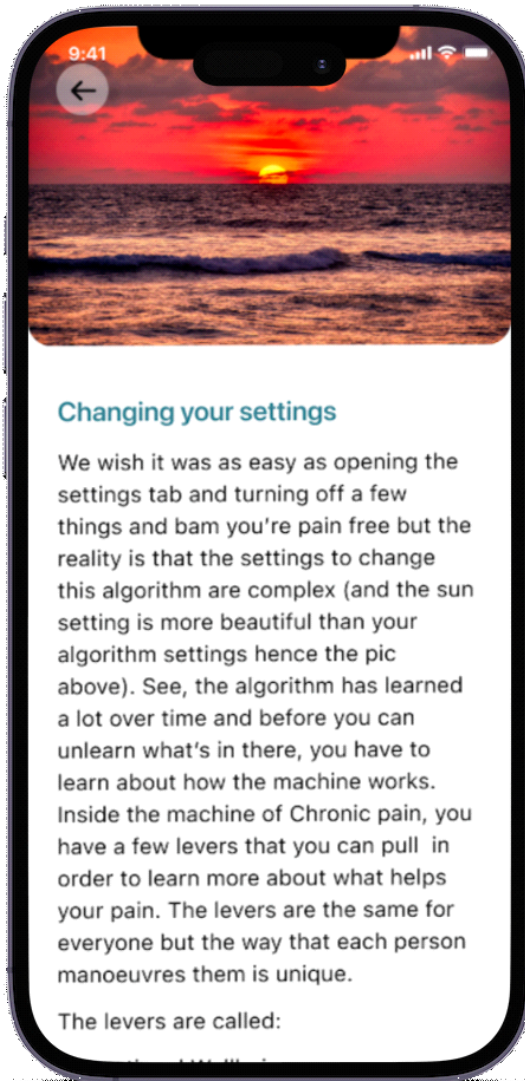 9:41
Changing your settings
We wish it was as easy as opening the
settings tab and turning off a few
things and bam you're pain free but the
reality is that the settings to change
this algorithm are complex (and the sun
setting is more beautiful than your
algorithm settings hence the pic
above). See, the algorithm has learned
a lot over time and before you can
unlearn what's in there, you have to
learn about how the machine works.
Inside the machine of Chronic pain, you
have a few levers that you can pull  in
order to learn more about what helps
your pain. The levers are the same for
everyone but the way that each person
manoeuvres them is unique.
The levers are called: